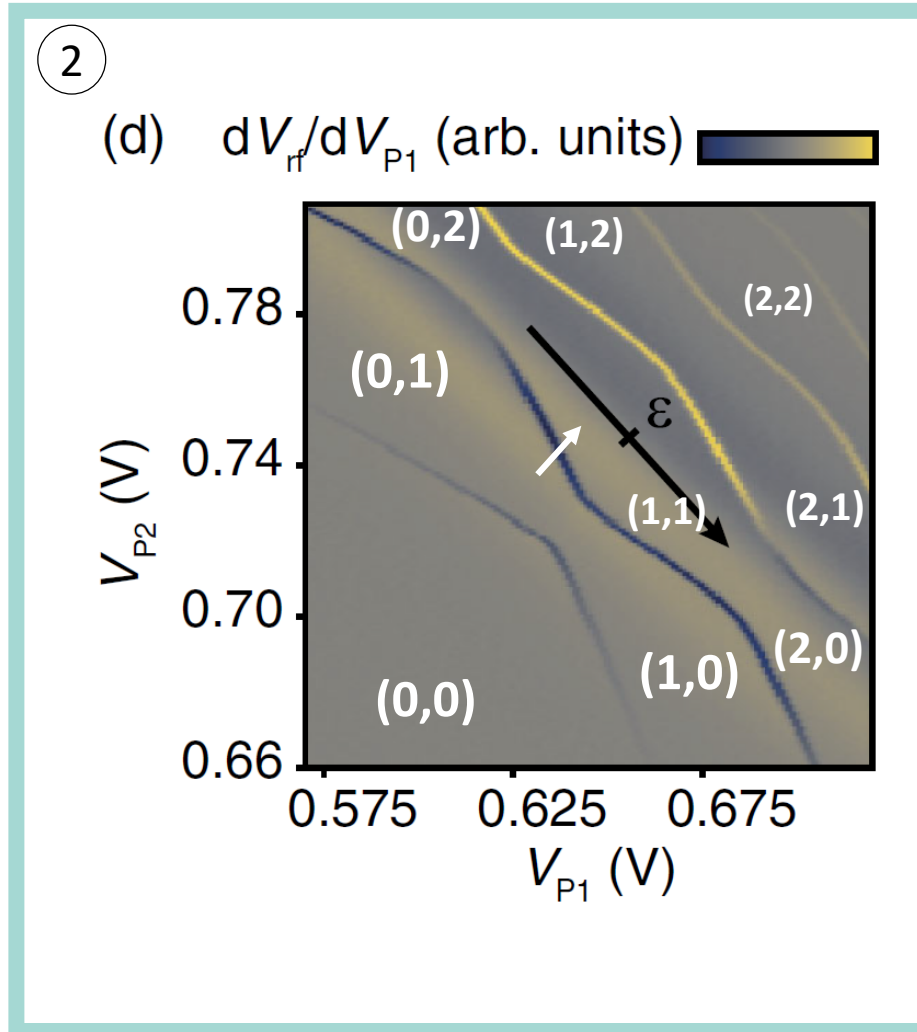 2
(d) dV_rf/dV_P1 (arb. units)
(0,2) (1,2)
(2,2)
0.78
(0,1)
ε
0.74
(1,1) (2,1)
V_P2 (V)
0.70
(2,0)
(1,0)
(0,0)
0.66
0.575 0.625 0.675
V_P1 (V)